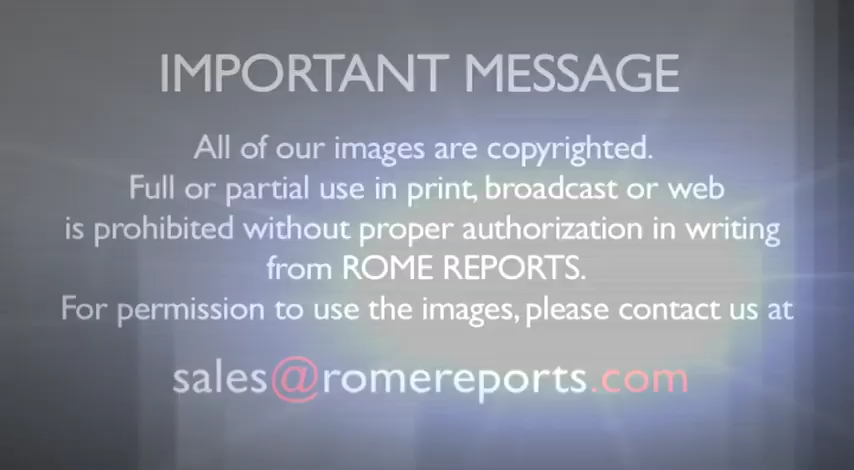 IMPORTANT MESSAGE
All of our images are copyrighted.
Full or partial use in print, broadcast or web
is prohibited without proper authorization in writing
from ROME REPORTS.
For permission to use the images, please contact us at
sales@romereports.com